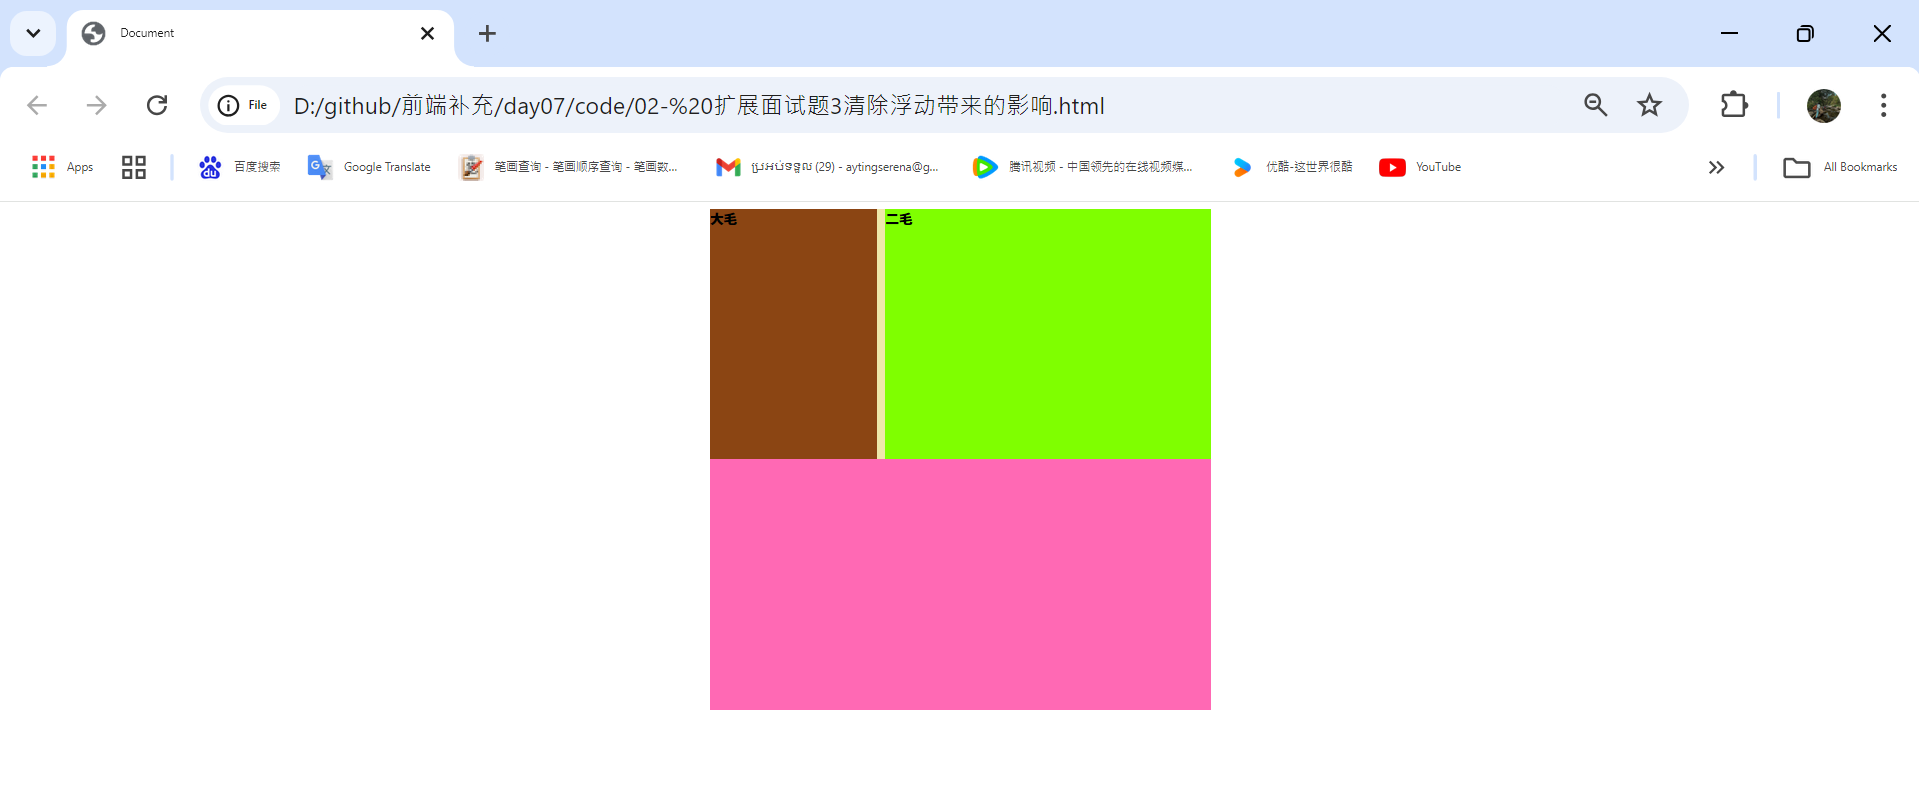 Document
File
D:/github/前端补充/day07/code/02-%20扩展面试题3清除浮动带来的影响.html
Apps
百度搜索
Google Translate
笔画查询 - 笔画顺序查询 - 笔画数...
ប្រអប់ទទួល (29) - aytingserena@g...
腾讯视频 - 中国领先的在线视频媒...
优酷-这世界很酷
YouTube
All Bookmarks
大毛
二毛